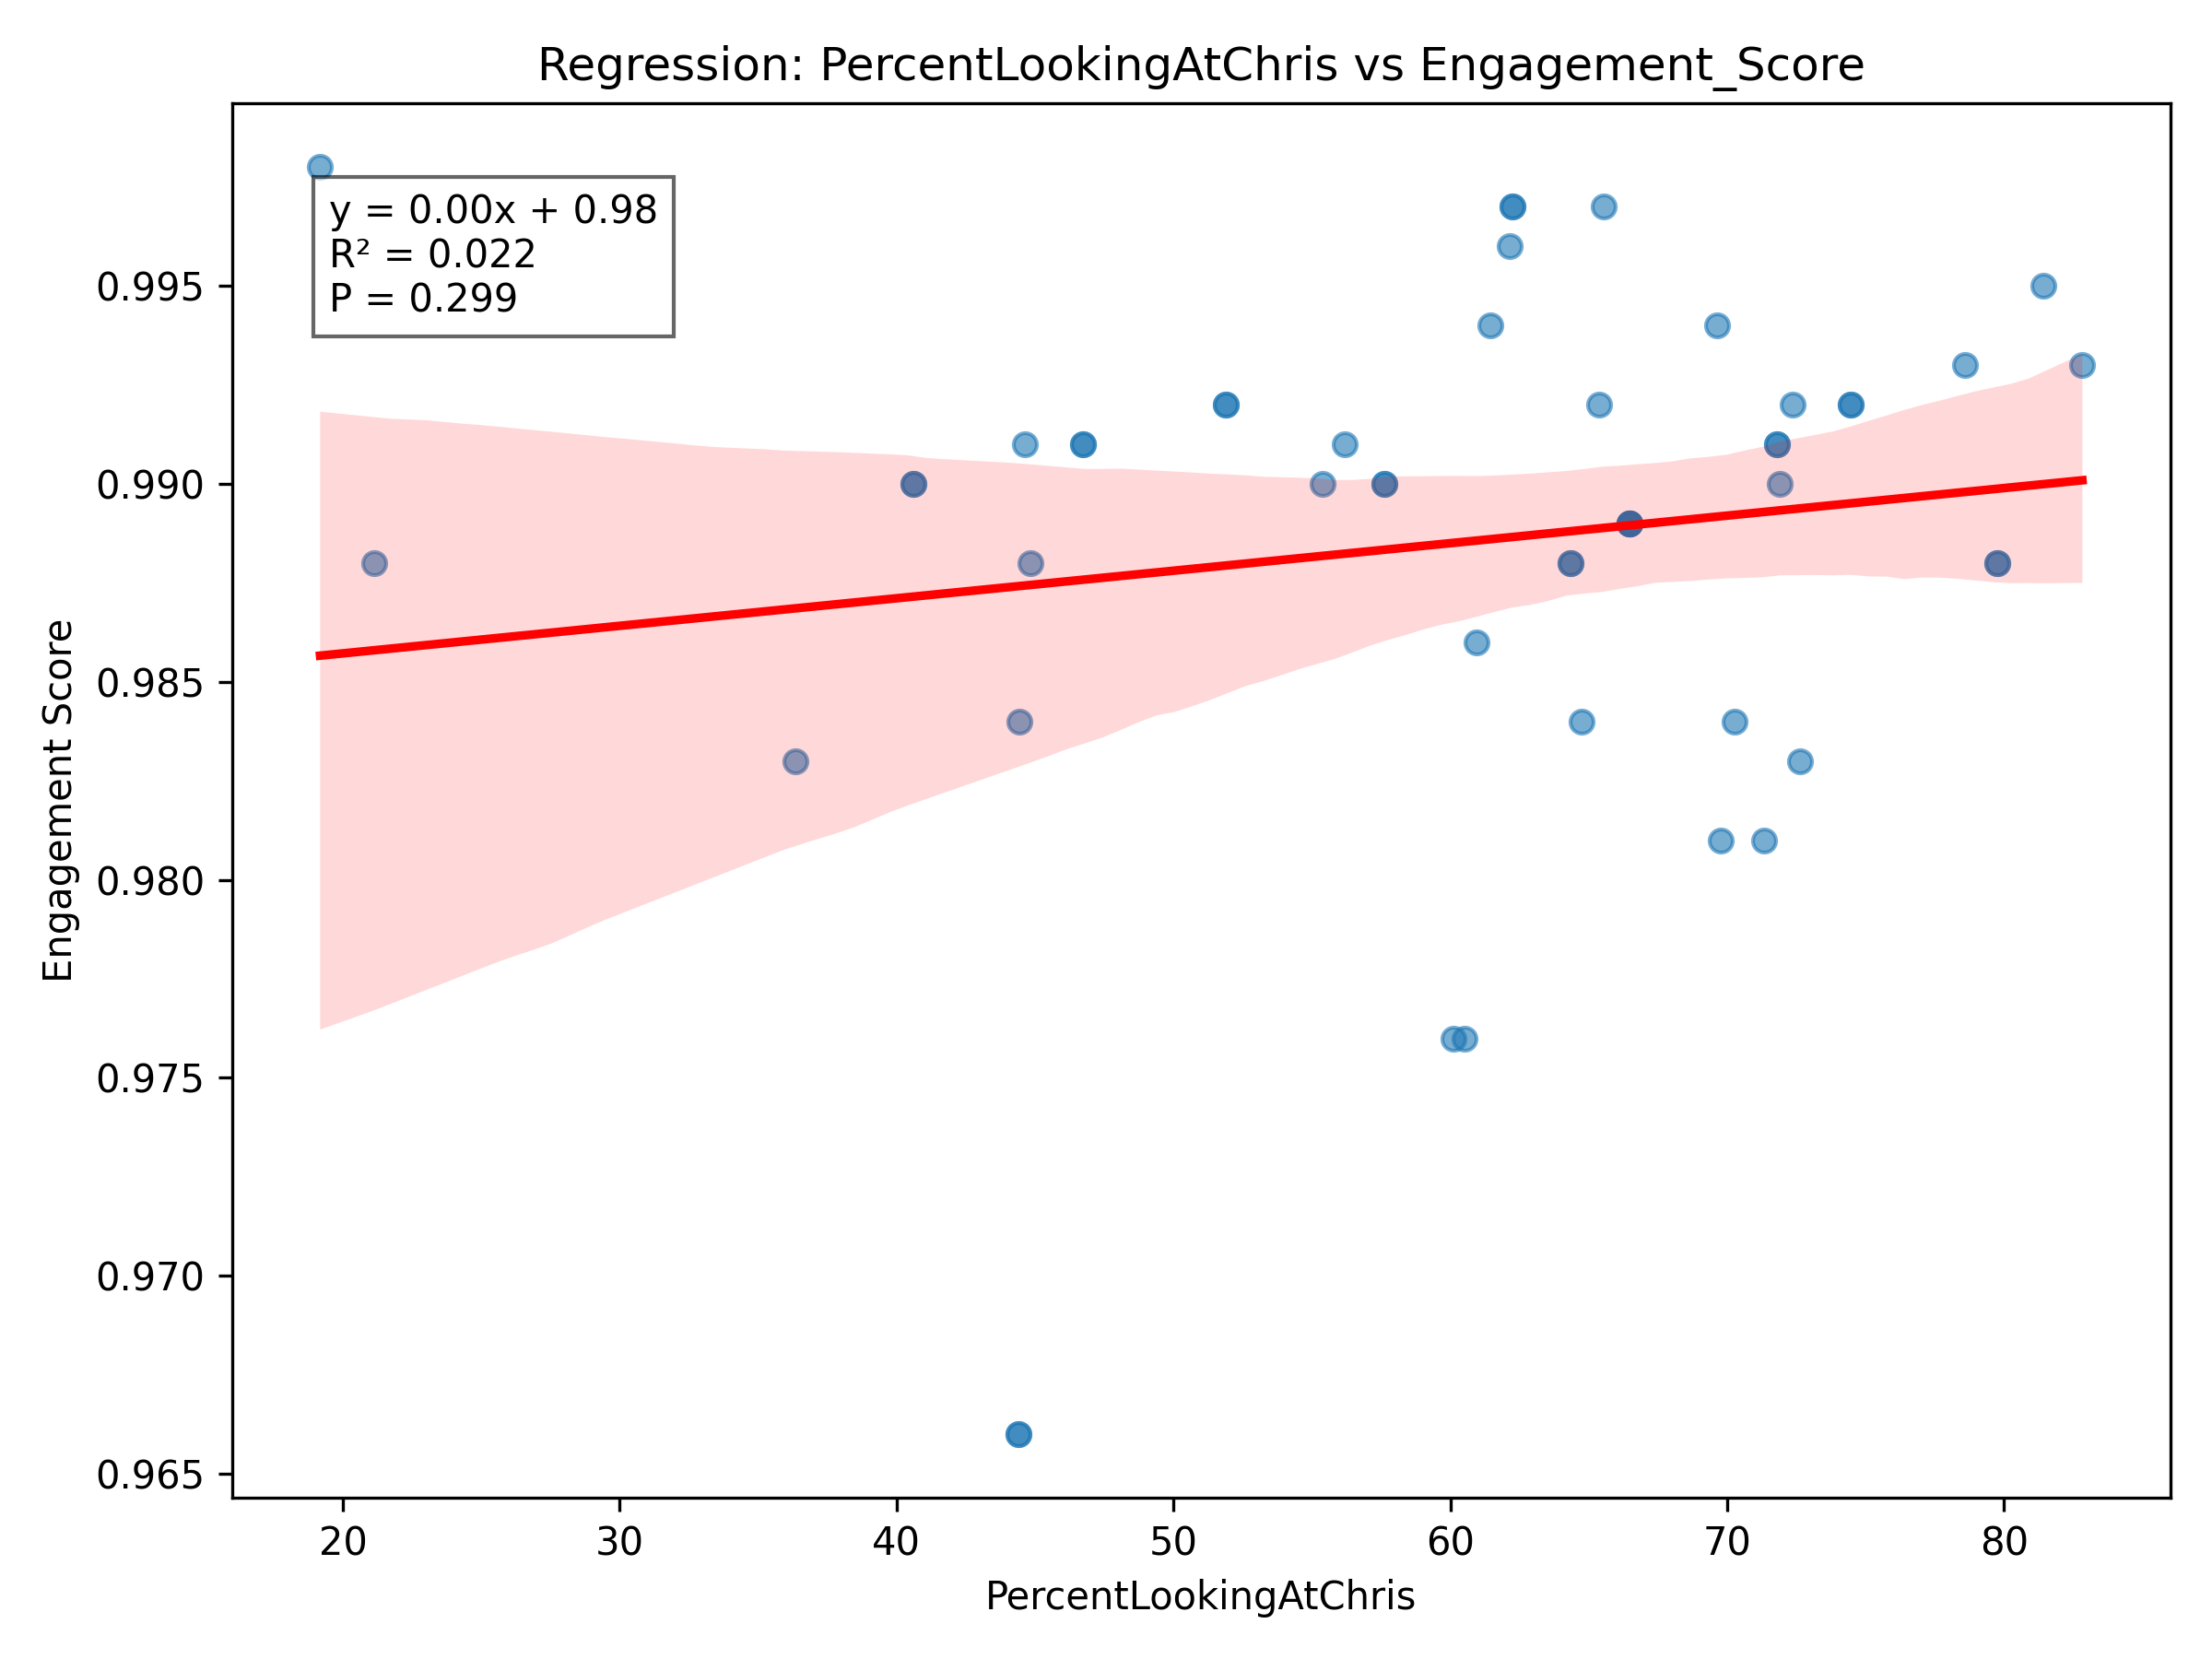 Regression: PercentLookingAtChris vs Engagement_Score
y = 0.00x + 0.98
R² = 0.022
P = 0.299
Engagement Score
0.995
0.990
0.985
0.980
0.975
0.970
0.965
20 30 40 50 60 70 80
PercentLookingAtChris